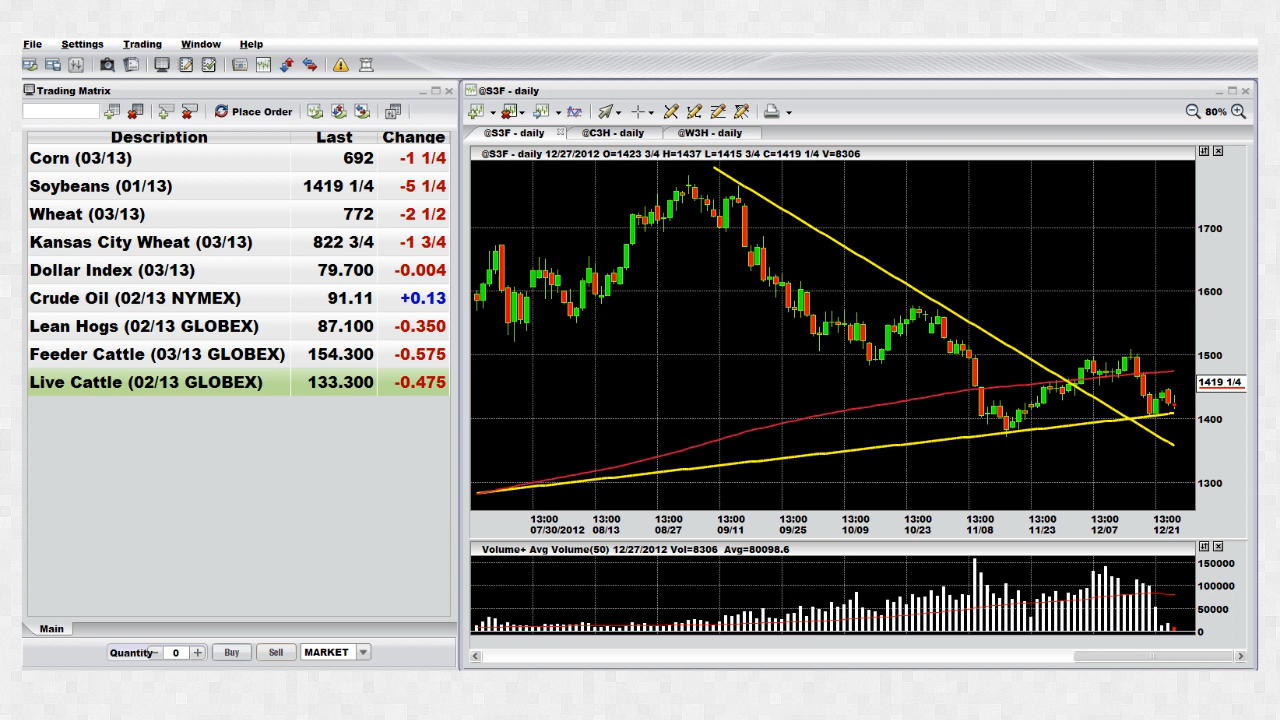 File Settings Trading Window Help
Trading Matrix
Place Order
Description Last Change
Corn (03/13) 692 -1 1/4
Soybeans (01/13) 1419 1/4 -5 1/4
Wheat (03/13) 772 -2 1/2
Kansas City Wheat (03/13) 822 3/4 -1 3/4
Dollar Index (03/13) 79.700 -0.004
Crude Oil (02/13 NYMEX) 91.11 +0.13
Lean Hogs (02/13 GLOBEX) 87.100 -0.350
Feeder Cattle (03/13 GLOBEX) 154.300 -0.575
Live Cattle (02/13 GLOBEX) 133.300 -0.475
Main
Quantity - 0 + Buy Sell MARKET
@S3F - daily
80%
@S3F - daily @C3H - daily @W3H - daily
@S3F - daily 12/27/2012 O=1423 3/4 H=1437 L=1415 3/4 C=1419 1/4 V=8306
1700
1600
1500
1419 1/4
1400
1300
13:00 13:00 13:00 13:00 13:00 13:00 13:00 13:00 13:00 13:00 13:00
07/30/2012 08/13 08/27 09/11 09/25 10/09 10/23 11/08 11/23 12/07 12/21
Volume+ Avg Volume(50) 12/27/2012 Vol=8306 Avg=80098.6
150000
100000
50000
0